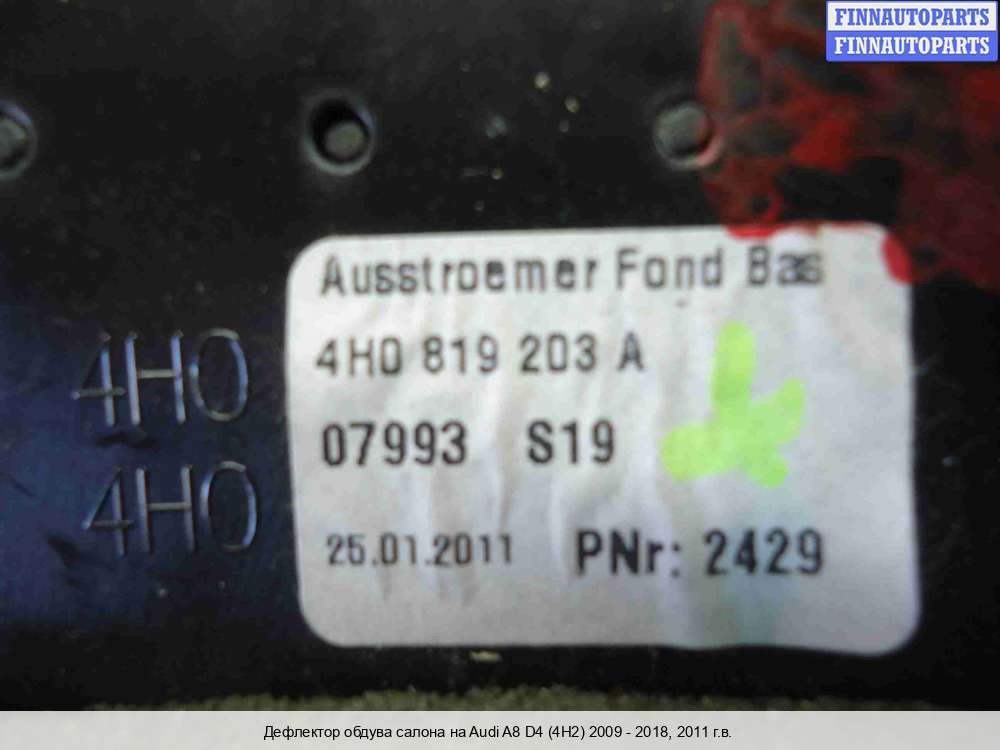 FINNAUTOPARTS
FINNAUTOPARTS
Ausstroemer Fond Bas
4H0 819 203 A
07993 S19
25.01.2011 PNr: 2429
4H0
4H0
Дефлектор обдува салона на Audi A8 D4 (4H2) 2009 - 2018, 2011 г.в.